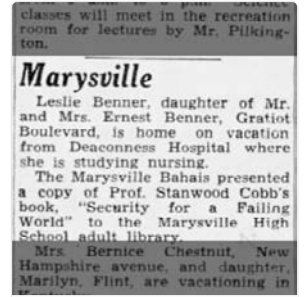 classes will meet in the recreation
room for lectures by Mr. Pilking-
ton.
Marysville
Leslie Benner, daughter of Mr.
and Mrs. Ernest Benner, Gratiot
Boulevard, is home on vacation
from Deaconness Hospital where
she is studying nursing.
The Marysville Bahais presented
a copy of Prof. Stanwood Cobb's
book, "Security for a Failing
World" to the Marysville High
School adult library.
Mrs. Bernice Chestnut, New
Hampshire avenue, and daughter,
Marilyn, Flint, are vacationing in